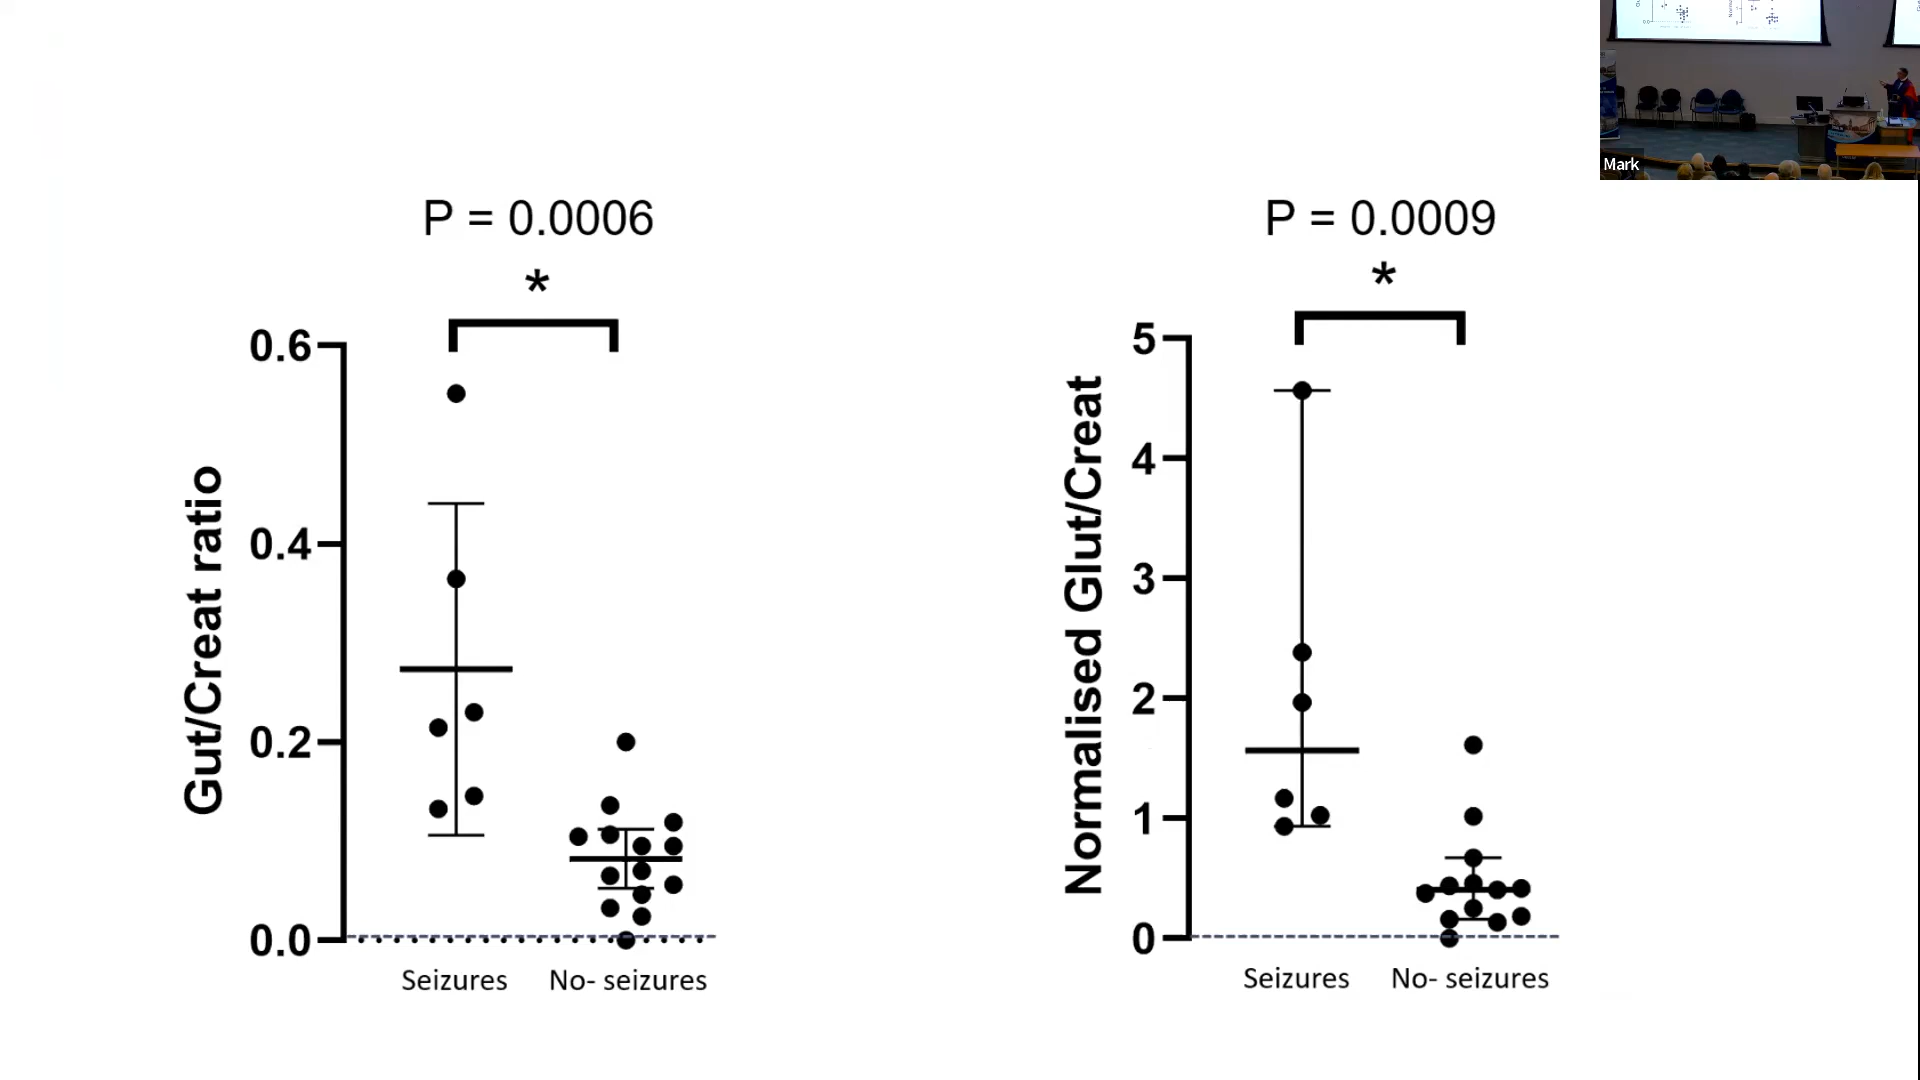 Mark
P = 0.0006
*
Gut/Creat ratio
0.6
0.4
0.2
0.0
Seizures
No- seizures
P = 0.0009
*
Normalised Glut/Creat
5
4
3
2
1
0
Seizures
No- seizures